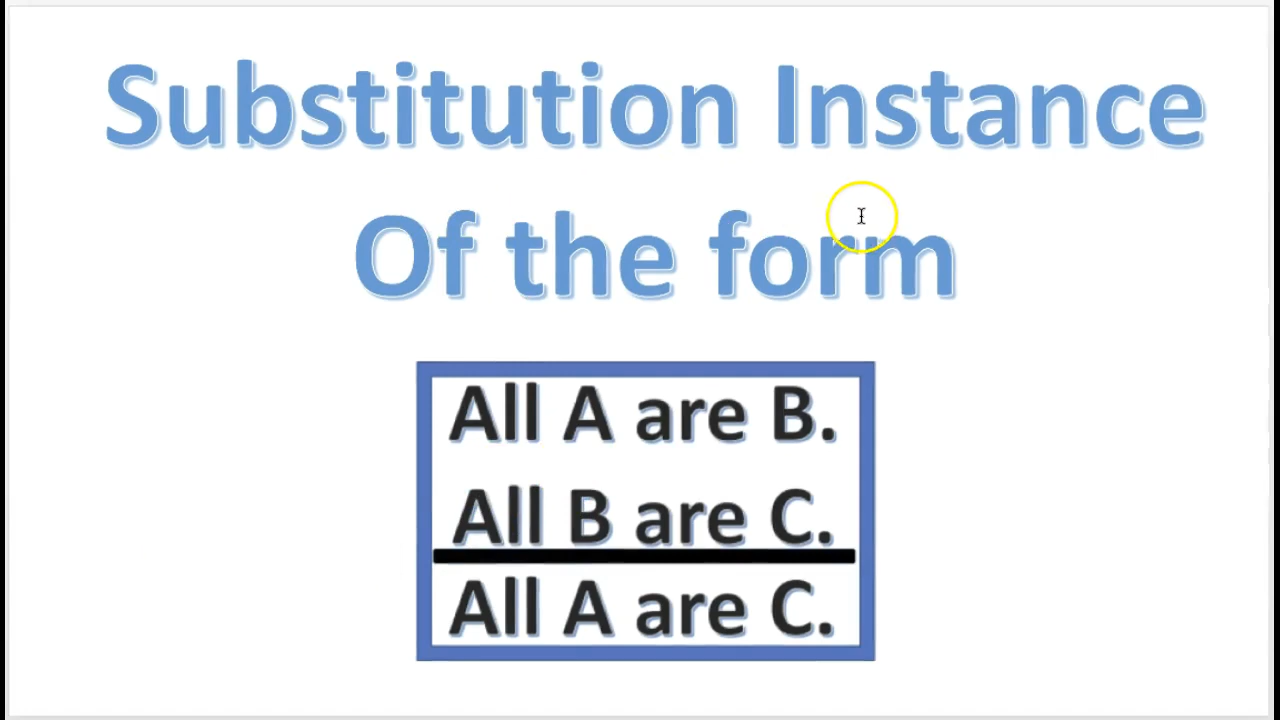 Substitution Instance
Of the form
All A are B.
All B are C.
All A are C.